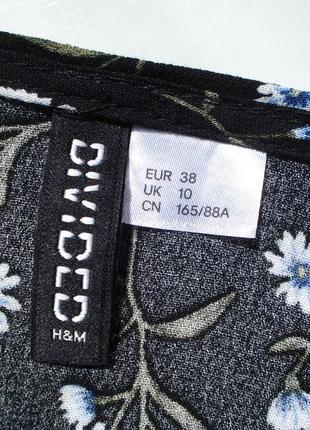 DIVIDED
H&M
EUR 38
UK 10
CN 165/88A